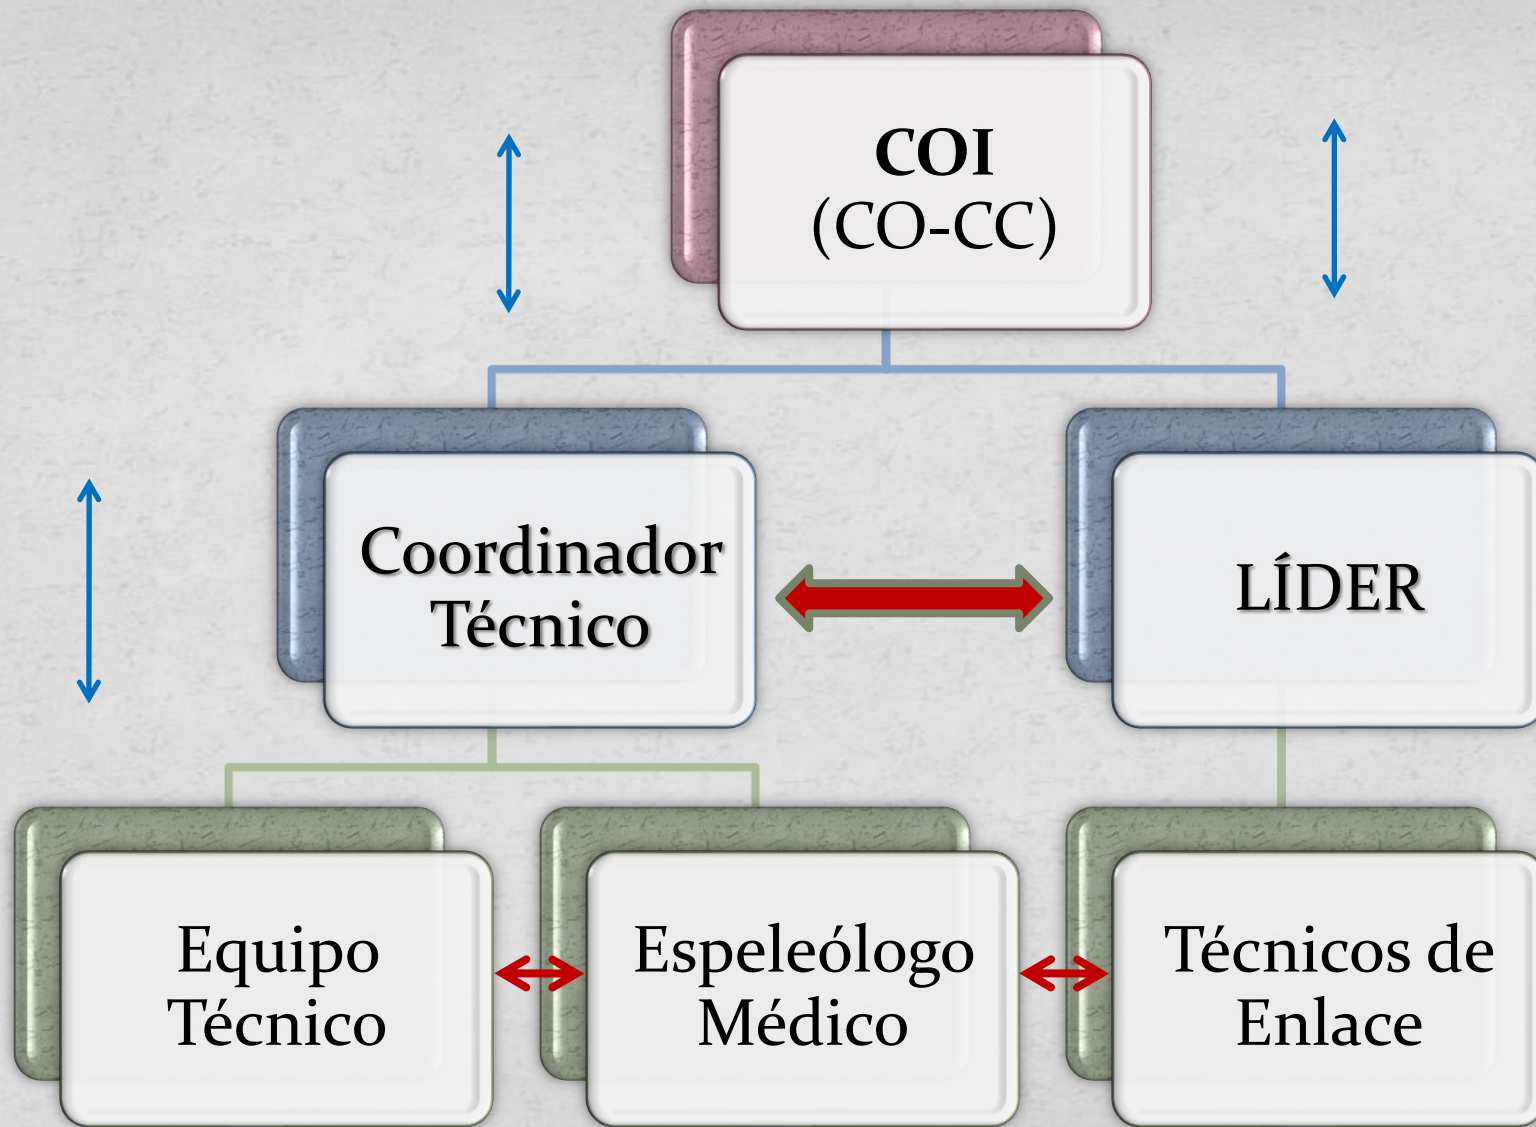 COI
(CO-CC)
Coordinador
Técnico
LÍDER
Equipo
Técnico
Espeleólogo
Médico
Técnicos de
Enlace